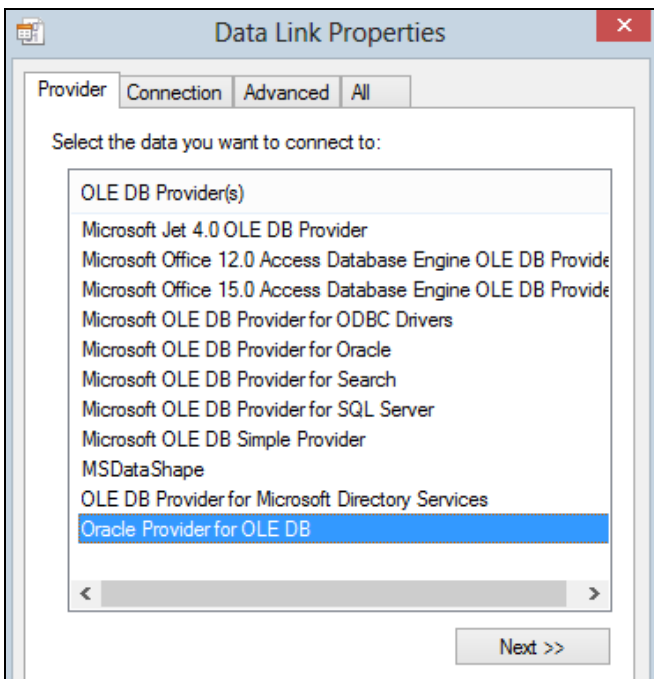 Data Link Properties
Provider
Connection
Advanced
All
Select the data you want to connect to:
OLE DB Provider(s)
Microsoft Jet 4.0 OLE DB Provider
Microsoft Office 12.0 Access Database Engine OLE DB Provide
Microsoft Office 15.0 Access Database Engine OLE DB Provide
Microsoft OLE DB Provider for ODBC Drivers
Microsoft OLE DB Provider for Oracle
Microsoft OLE DB Provider for Search
Microsoft OLE DB Provider for SQL Server
Microsoft OLE DB Simple Provider
MSDataShape
OLE DB Provider for Microsoft Directory Services
Oracle Provider for OLE DB
Next >>